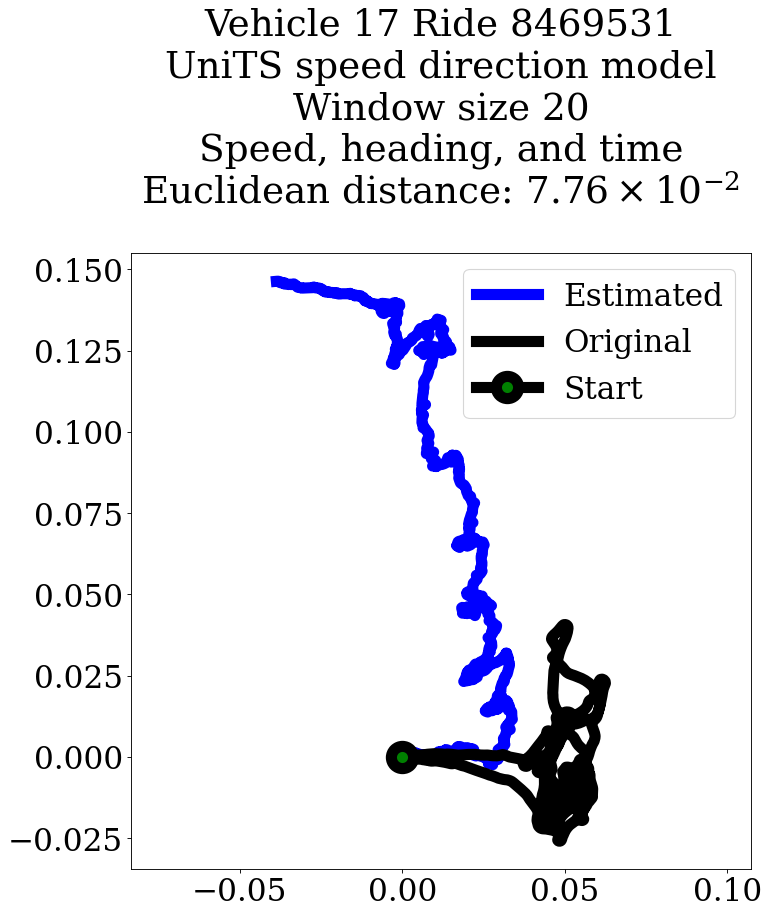 Vehicle 17 Ride 8469531
UniTS speed direction model
Window size 20
Speed, heading, and time
Euclidean distance: 7.76 × 10⁻²
0.150
0.125
0.100
0.075
0.050
0.025
0.000
−0.025
Estimated
Original
Start
−0.05 0.00 0.05 0.10